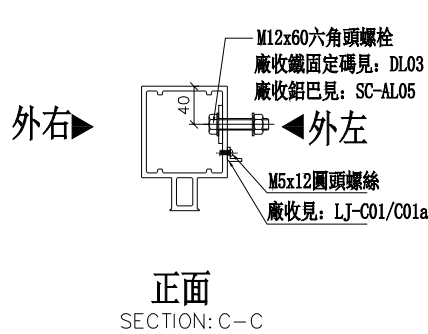 M12x60六角頭螺栓
廠收鐵固定碼見: DL03
廠收鋁巴見: SC-AL05
40
外右
外左
M5x12圓頭螺絲
廠收見: LJ-C01/C01a
正面
SECTION: C-C